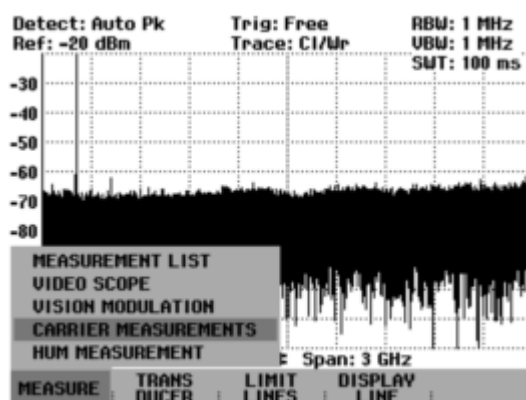 Detect: Auto Pk Trig: Free RBW: 1 MHz
Ref: -20 dBm Trace: Cl/Wr VBW: 1 MHz
SWT: 100 ms
-30
-40
-50
-60
-70
-80
MEASUREMENT LIST
VIDEO SCOPE
VISION MODULATION
CARRIER MEASUREMENTS
HUM MEASUREMENT
Span: 3 GHz
MEASURE TRANS LIMIT DISPLAY
DUCER LINES LINE